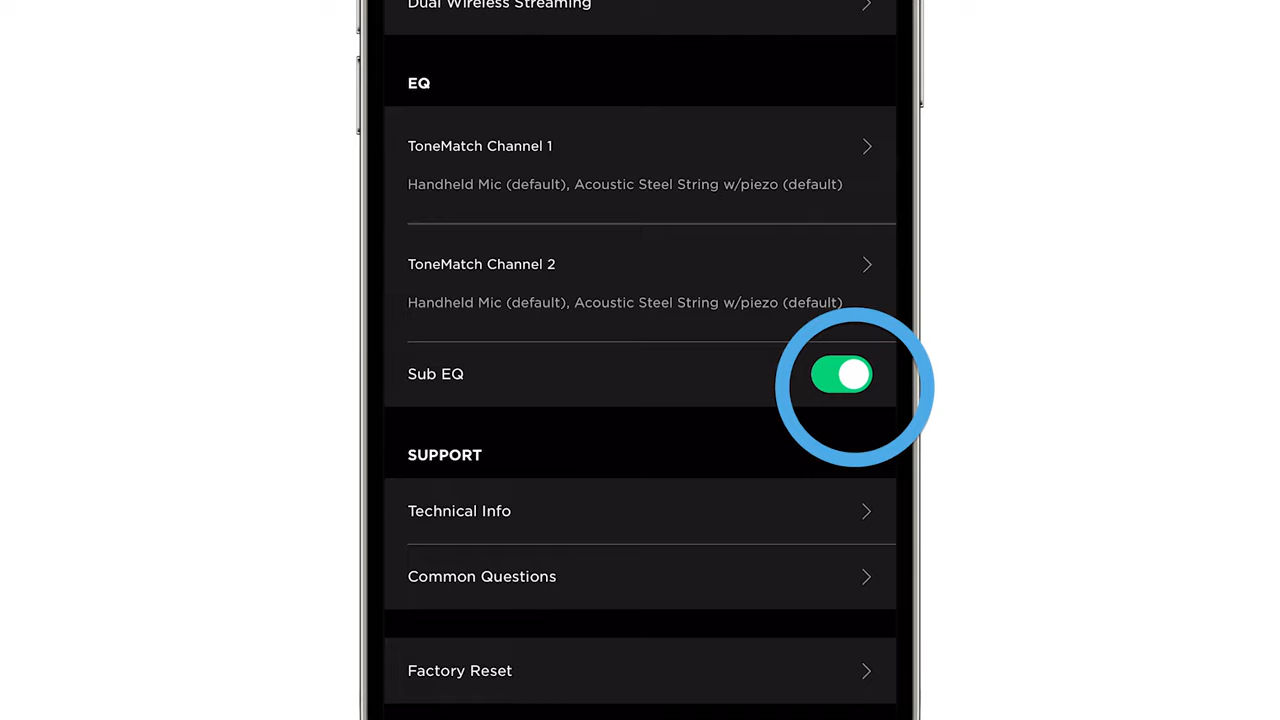 Dual Wireless Streaming
EQ
ToneMatch Channel 1
Handheld Mic (default), Acoustic Steel String w/piezo (default)
ToneMatch Channel 2
Handheld Mic (default), Acoustic Steel String w/piezo (default)
Sub EQ
SUPPORT
Technical Info
Common Questions
Factory Reset